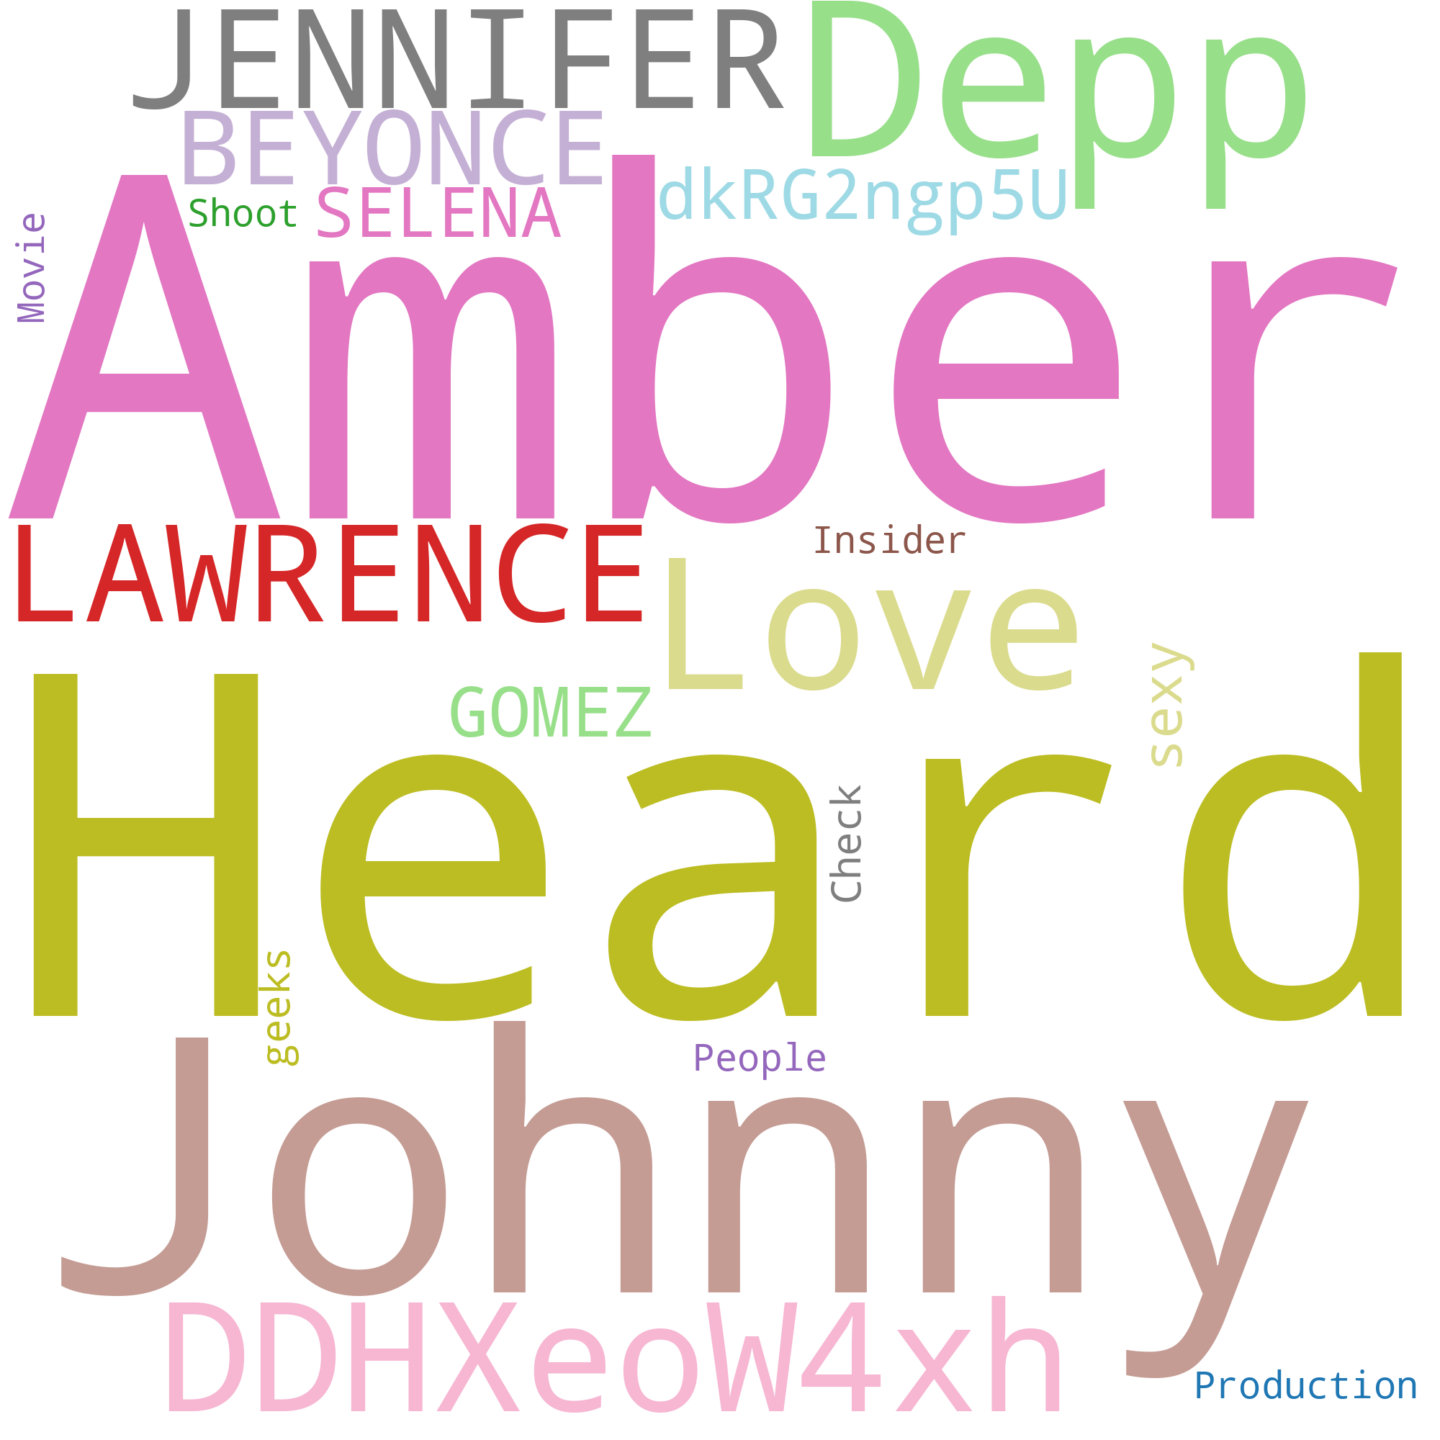 JENNIFER
Depp
BEYONCE
dkRG2ngp5U
Shoot
SELENA
Movie
Amber
LAWRENCE
Insider
Love
sexy
GOMEZ
Heard
Check
geeks
People
Johnny
DDHXeoW4xh
Production